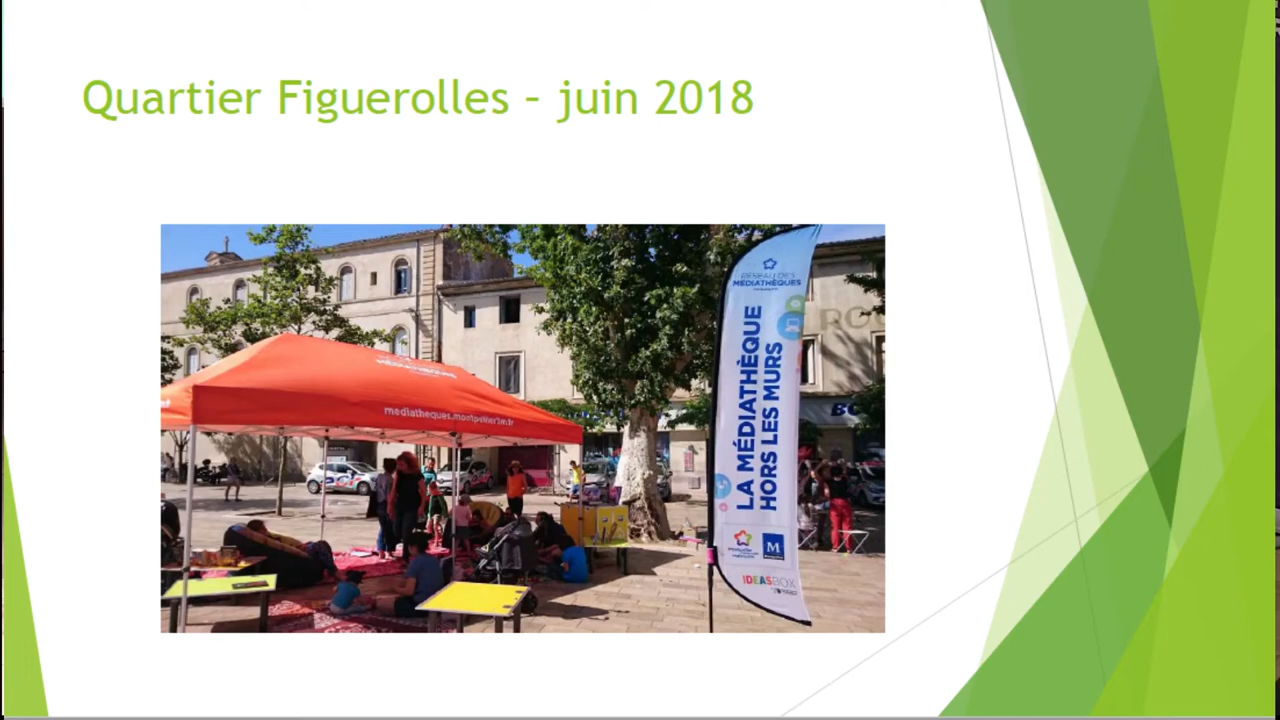 Quartier Figuerolles – juin 2018
RÉSEAU DES
MÉDIATHÈQUES
LA MÉDIATHÈQUE
HORS LES MURS
mediatheques.montpellier3m.fr
M
IDEASBOX